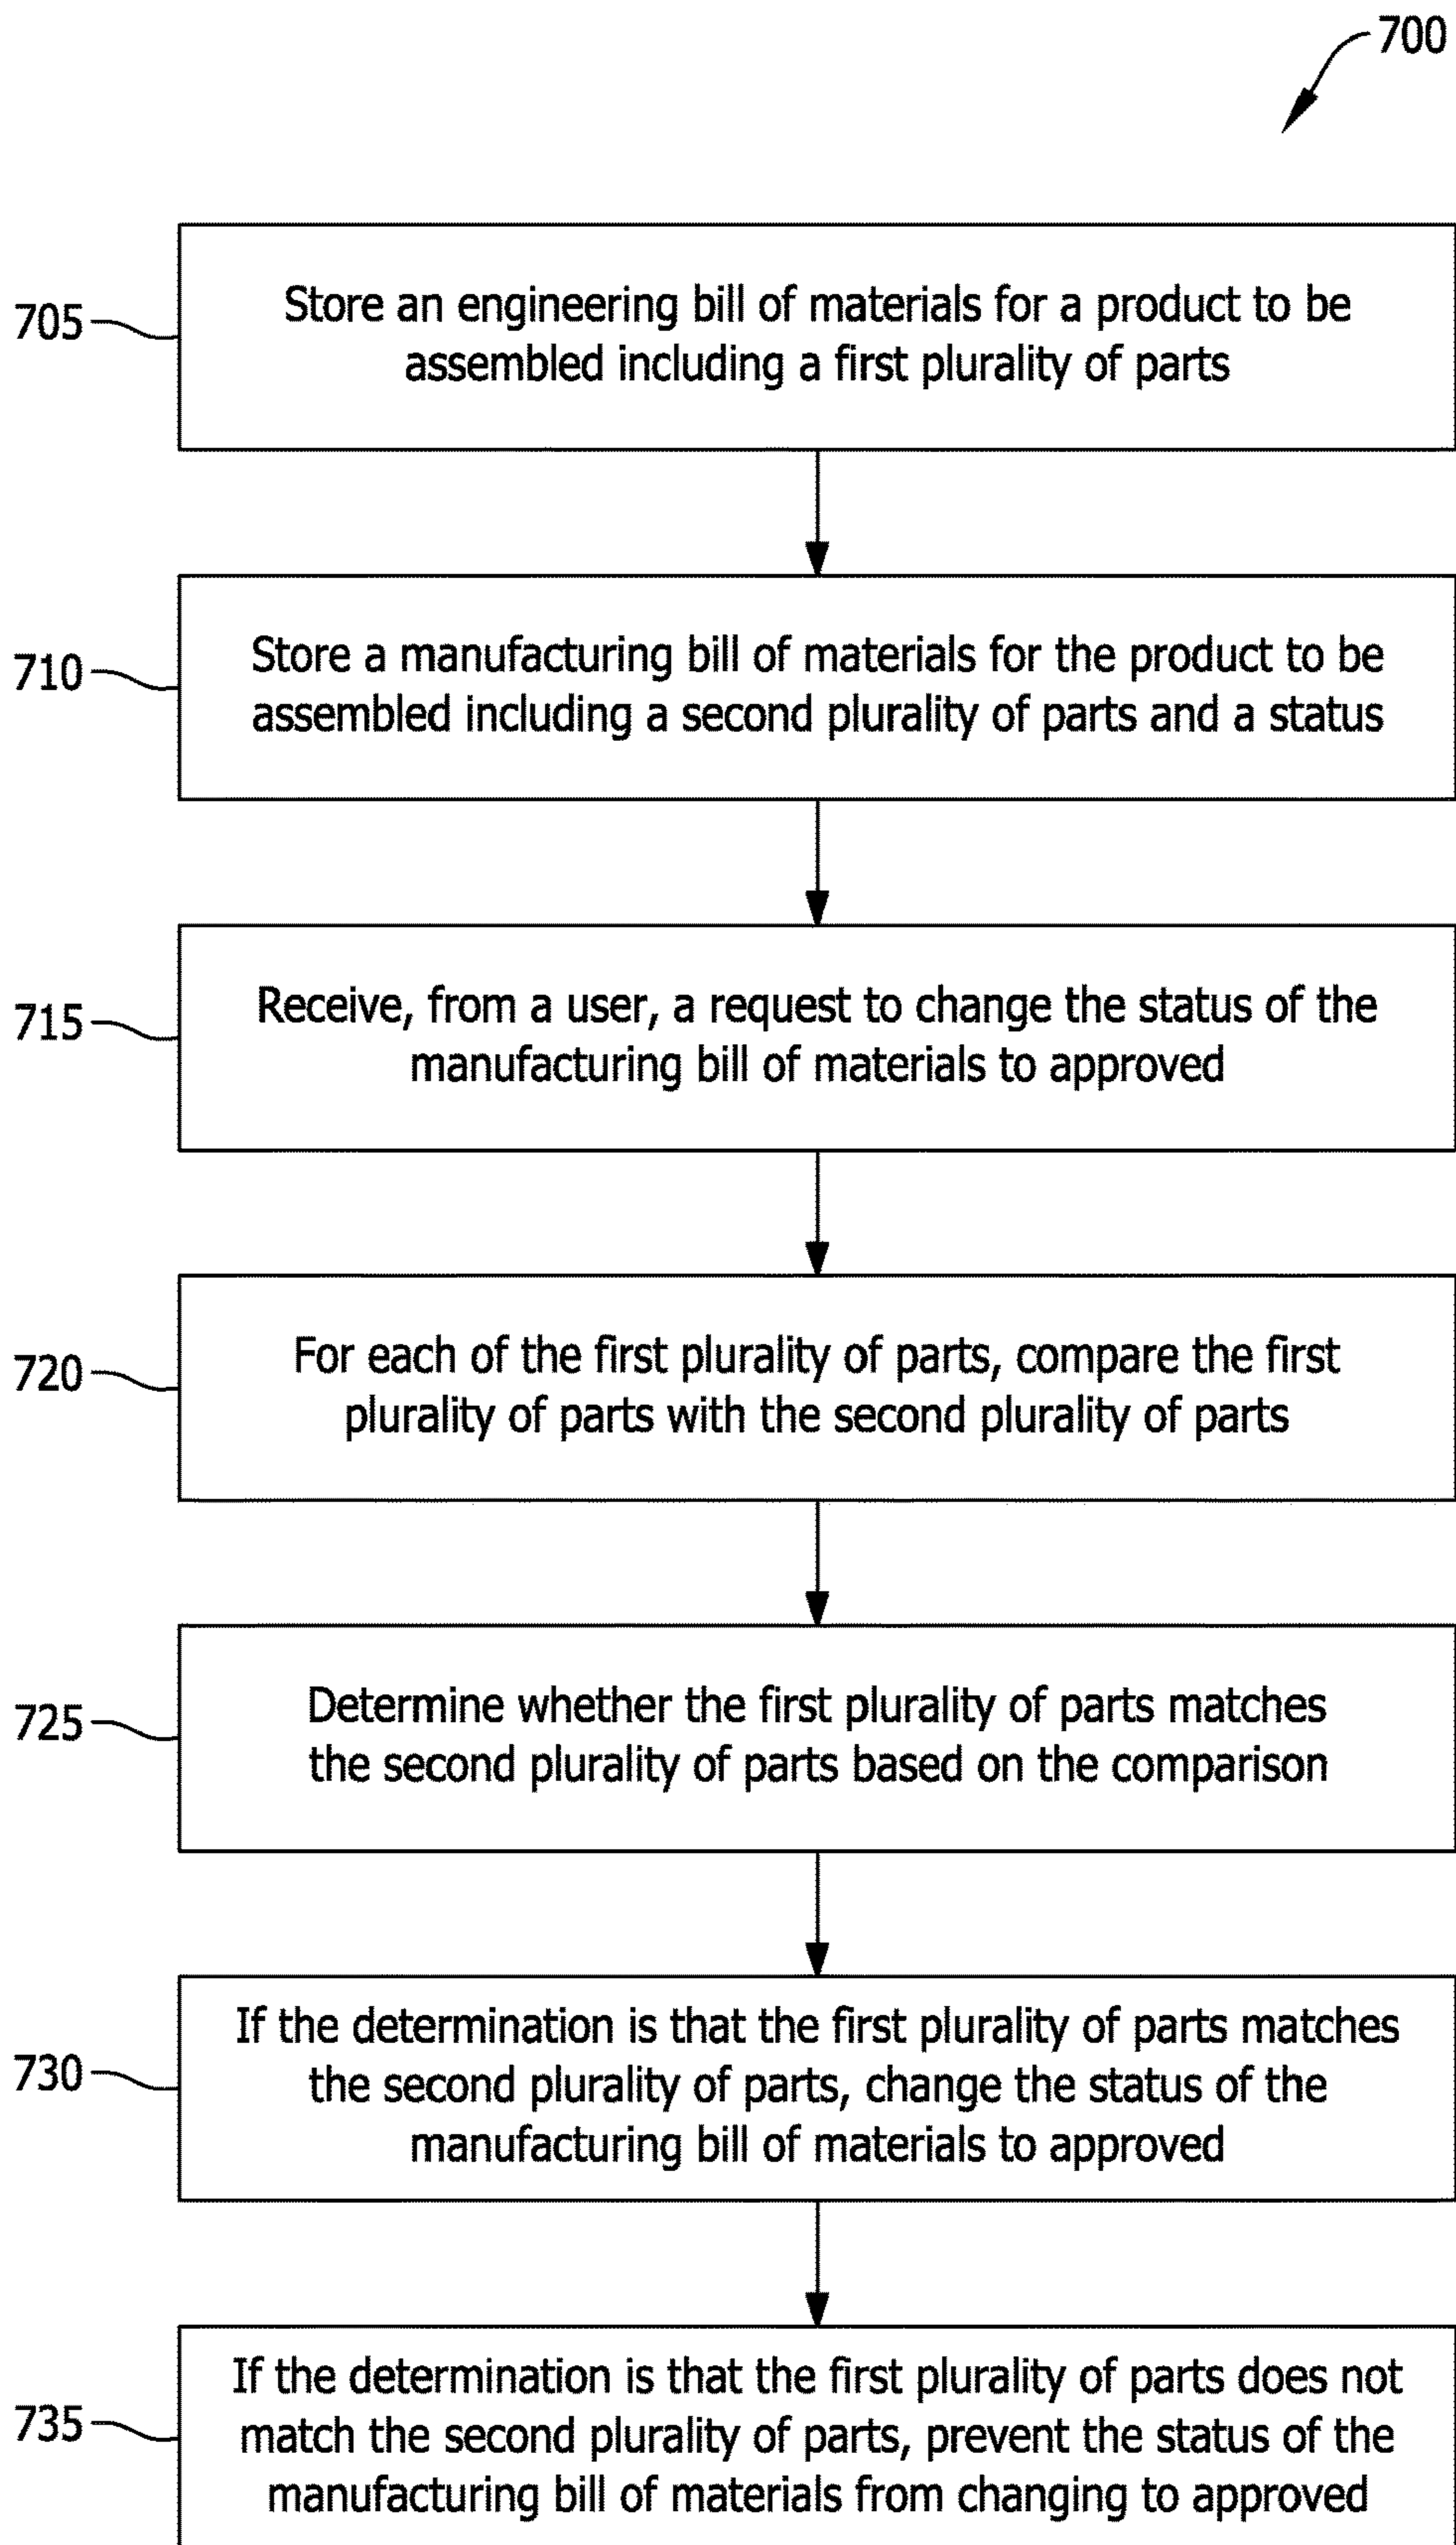 700
705
Store an engineering bill of materials for a product to be
assembled including a first plurality of parts
710
Store a manufacturing bill of materials for the product to be
assembled including a second plurality of parts and a status
715
Receive, from a user, a request to change the status of the
manufacturing bill of materials to approved
720
For each of the first plurality of parts, compare the first
plurality of parts with the second plurality of parts
725
Determine whether the first plurality of parts matches
the second plurality of parts based on the comparison
730
If the determination is that the first plurality of parts matches
the second plurality of parts, change the status of the
manufacturing bill of materials to approved
735
If the determination is that the first plurality of parts does not
match the second plurality of parts, prevent the status of the
manufacturing bill of materials from changing to approved